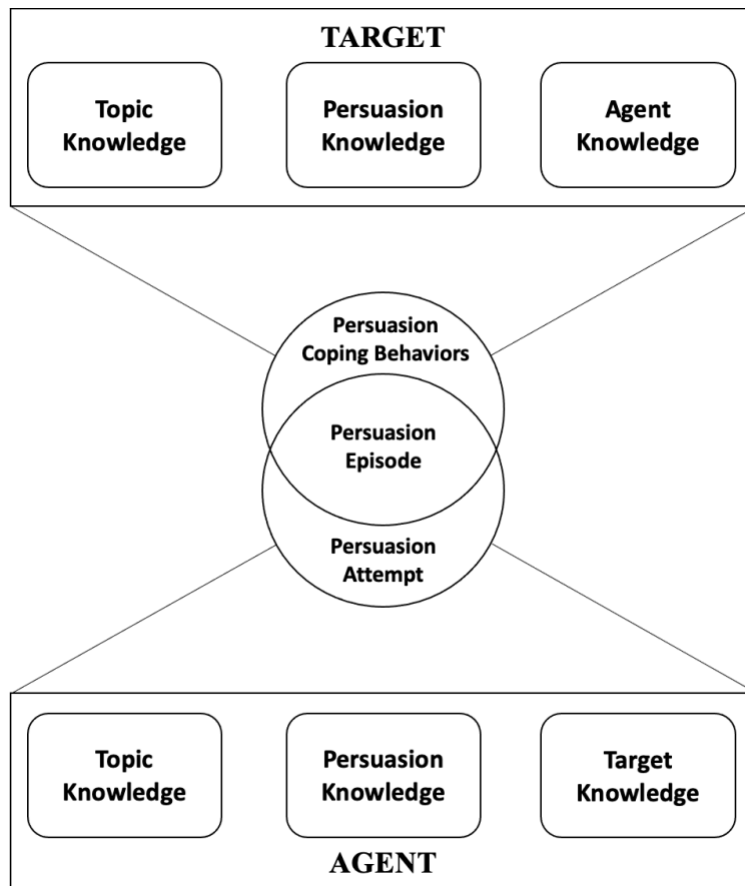 TARGET
Topic
Knowledge
Persuasion
Knowledge
Agent
Knowledge
Persuasion
Coping Behaviors
Persuasion
Episode
Persuasion
Attempt
Topic
Knowledge
Persuasion
Knowledge
Target
Knowledge
AGENT